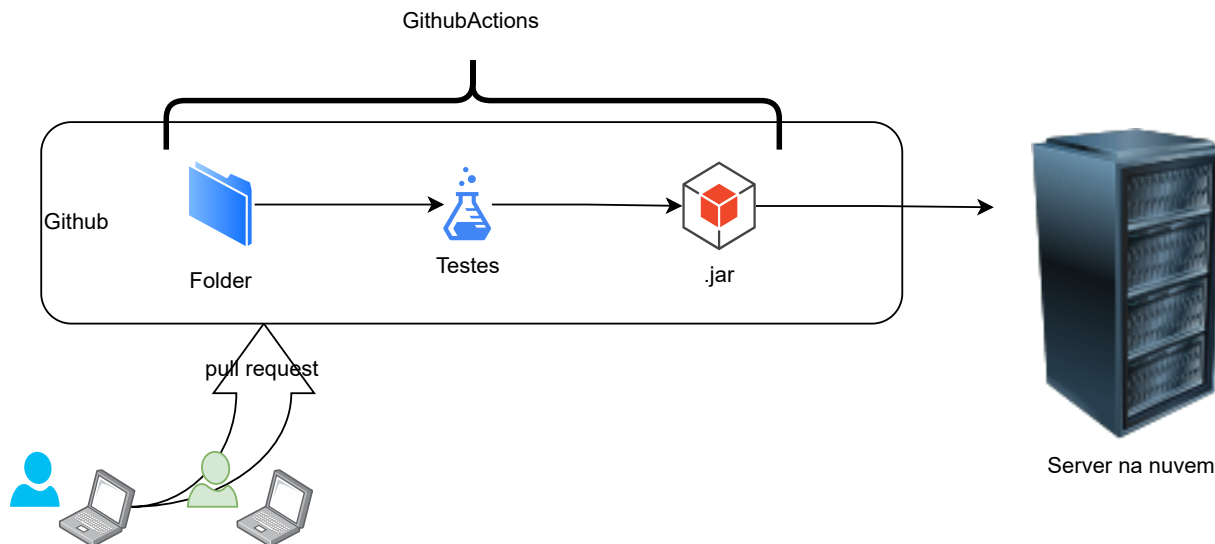 GithubActions
Github
Folder
Testes
.jar
pull request
Server na nuvem